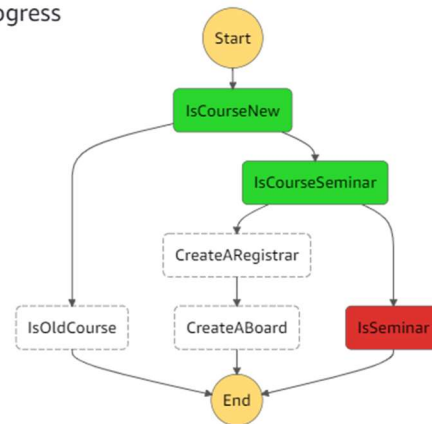 ogress
Start
IsCourseNew
IsCourseSeminar
CreateARegistrar
IsOldCourse
CreateABoard
IsSeminar
End